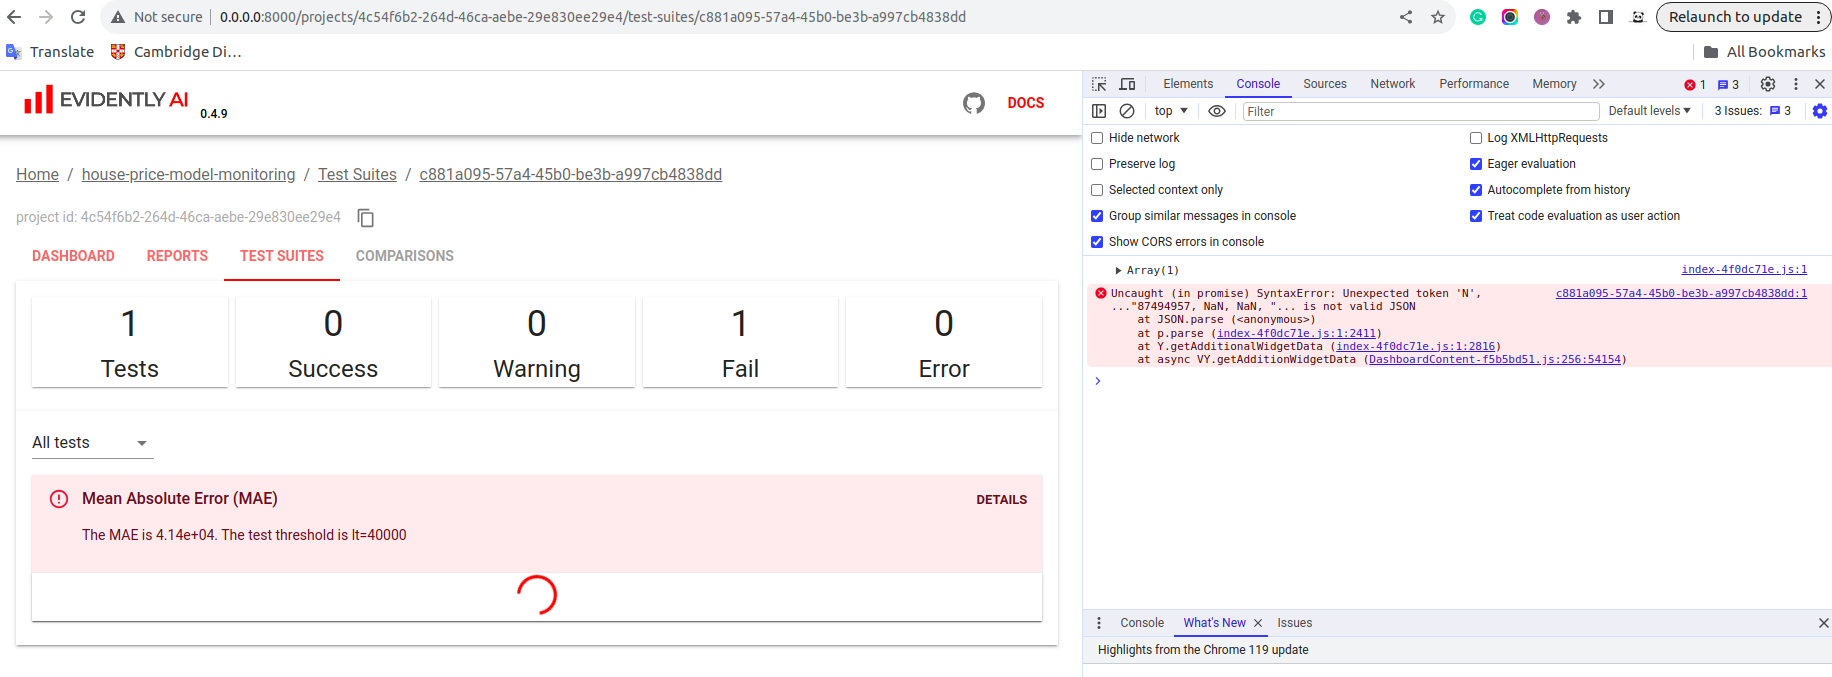 Not secure
0.0.0.0:8000/projects/4c54f6b2-264d-46ca-aebe-29e830ee29e4/test-suites/c881a095-57a4-45b0-be3b-a997cb4838dd
Relaunch to update
Translate
Cambridge Di...
All Bookmarks
EVIDENTLY AI
0.4.9
DOCS
Home / house-price-model-monitoring / Test Suites / c881a095-57a4-45b0-be3b-a997cb4838dd
project id: 4c54f6b2-264d-46ca-aebe-29e830ee29e4
DASHBOARD REPORTS TEST SUITES COMPARISONS
1 0 0 1 0
Tests Success Warning Fail Error
All tests
Mean Absolute Error (MAE)
DETAILS
The MAE is 4.14e+04. The test threshold is lt=40000
Elements Console Sources Network Performance Memory
1 3
top
Filter
Default levels
3 Issues: 3
Hide network
Log XMLHttpRequests
Preserve log
Eager evaluation
Selected context only
Autocomplete from history
Group similar messages in console
Treat code evaluation as user action
Show CORS errors in console
Array(1)
index-4f0dc71e.js:1
Uncaught (in promise) SyntaxError: Unexpected token 'N',
c881a095-57a4-45b0-be3b-a997cb4838dd:1
..."87494957, NaN, NaN, "... is not valid JSON
at JSON.parse (<anonymous>)
at p.parse (index-4f0dc71e.js:1:2411)
at Y.getAdditionalWidgetData (index-4f0dc71e.js:1:2816)
at async VY.getAdditionWidgetData (DashboardContent-f5b5bd51.js:256:54154)
Console What's New Issues
Highlights from the Chrome 119 update